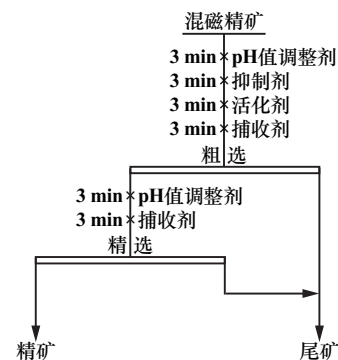 混磁精矿
3 min×pH值调整剂
3 min×抑制剂
3 min×活化剂
3 min×捕收剂
粗选
3 min×pH值调整剂
3 min×捕收剂
精选
精矿
尾矿